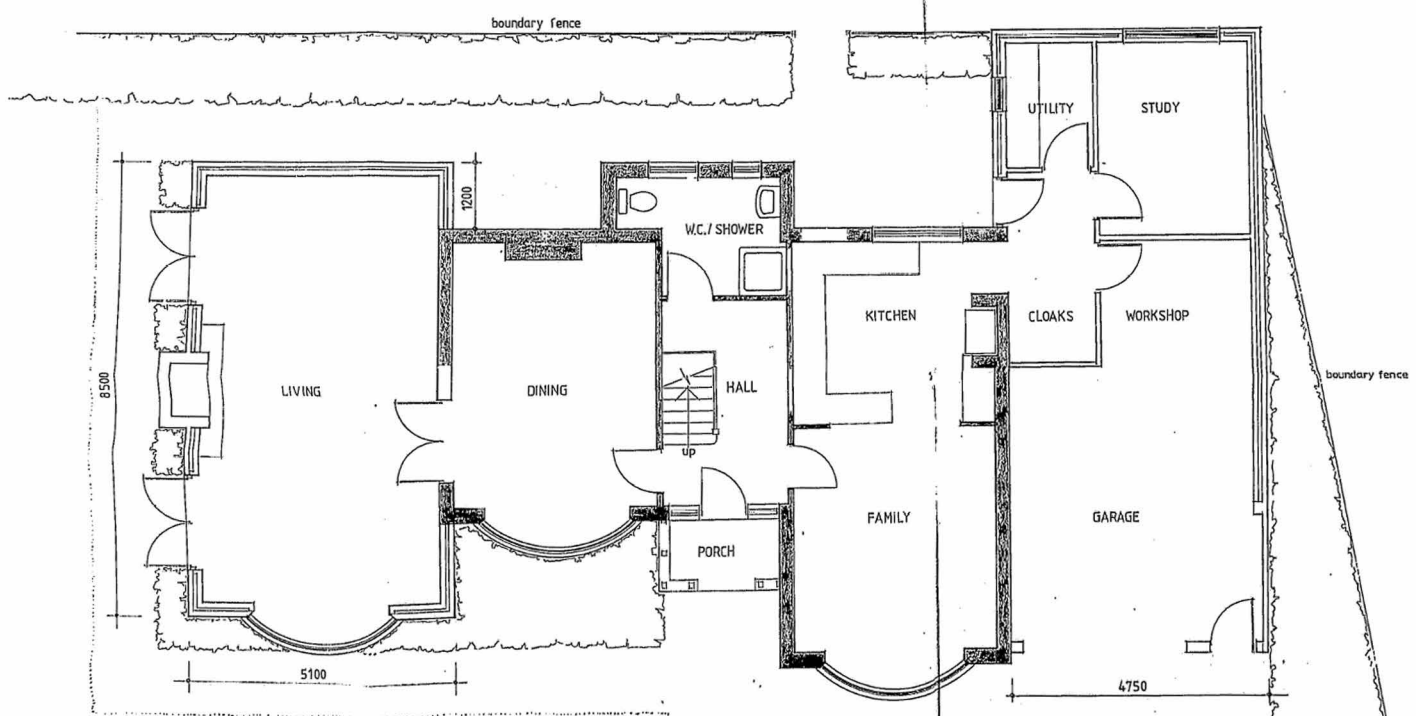 boundary fence
UTILITY
STUDY
1200
W.C./ SHOWER
KITCHEN
CLOAKS
WORKSHOP
boundary fence
8500
LIVING
DINING
HALL
up
FAMILY
GARAGE
PORCH
5100
4750